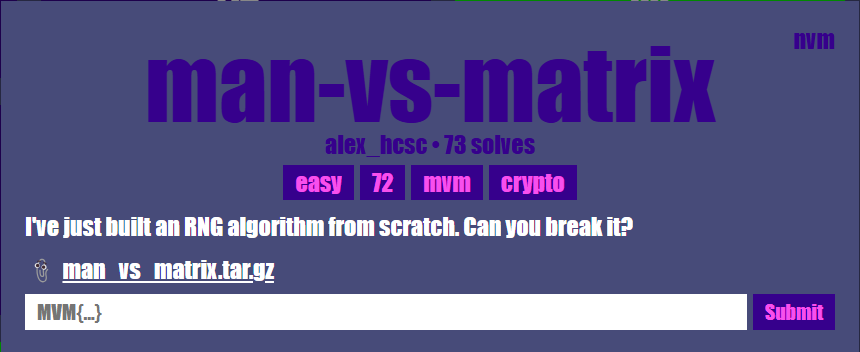 nvm
man-vs-matrix
alex_hcsc • 73 solves
easy 72 mvm crypto
I've just built an RNG algorithm from scratch. Can you break it?
man_vs_matrix.tar.gz
MVM{...} Submit